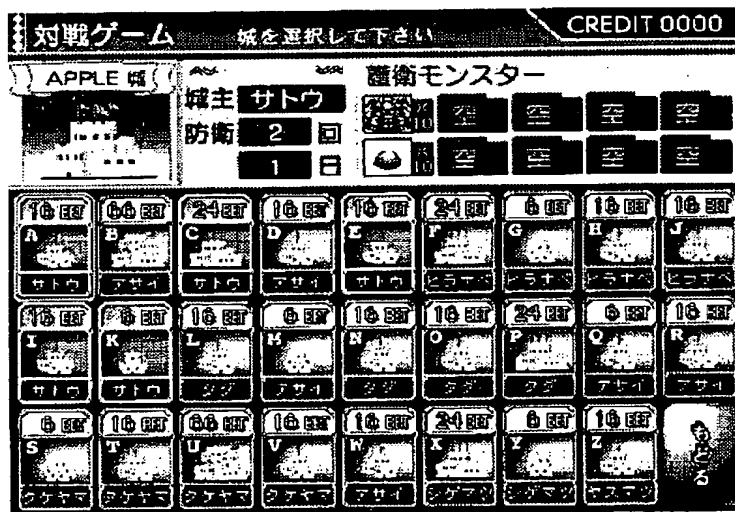 対戦ゲーム 城を選択して下さい CREDIT 0000
APPLE 城
城主 サトウ
防衛 2 回
1 日
護衛モンスター
空 空 空 空
空 空 空 空
16 BET 66 BET 24 BET 16 BET 16 BET 24 BET 6 BET 16 BET 16 BET
A B C D E F G H J
サトウ アサイ サトウ アサイ サトウ ヒラナベ ヒラナベ ヒラナベ ヒラナベ
16 BET 6 BET 16 BET 6 BET 16 BET 16 BET 24 BET 6 BET 16 BET
I K L M N O P Q R
サトウ サトウ タダ アサイ タダ タダ タダ アサイ アサイ
6 BET 16 BET 66 BET 16 BET 16 BET 24 BET 6 BET 16 BET
S T U V W X Y Z
タケヤマ タケヤマ タケヤマ タケヤマ アサイ シゲマツ シゲマツ ヤスマツ
もどる